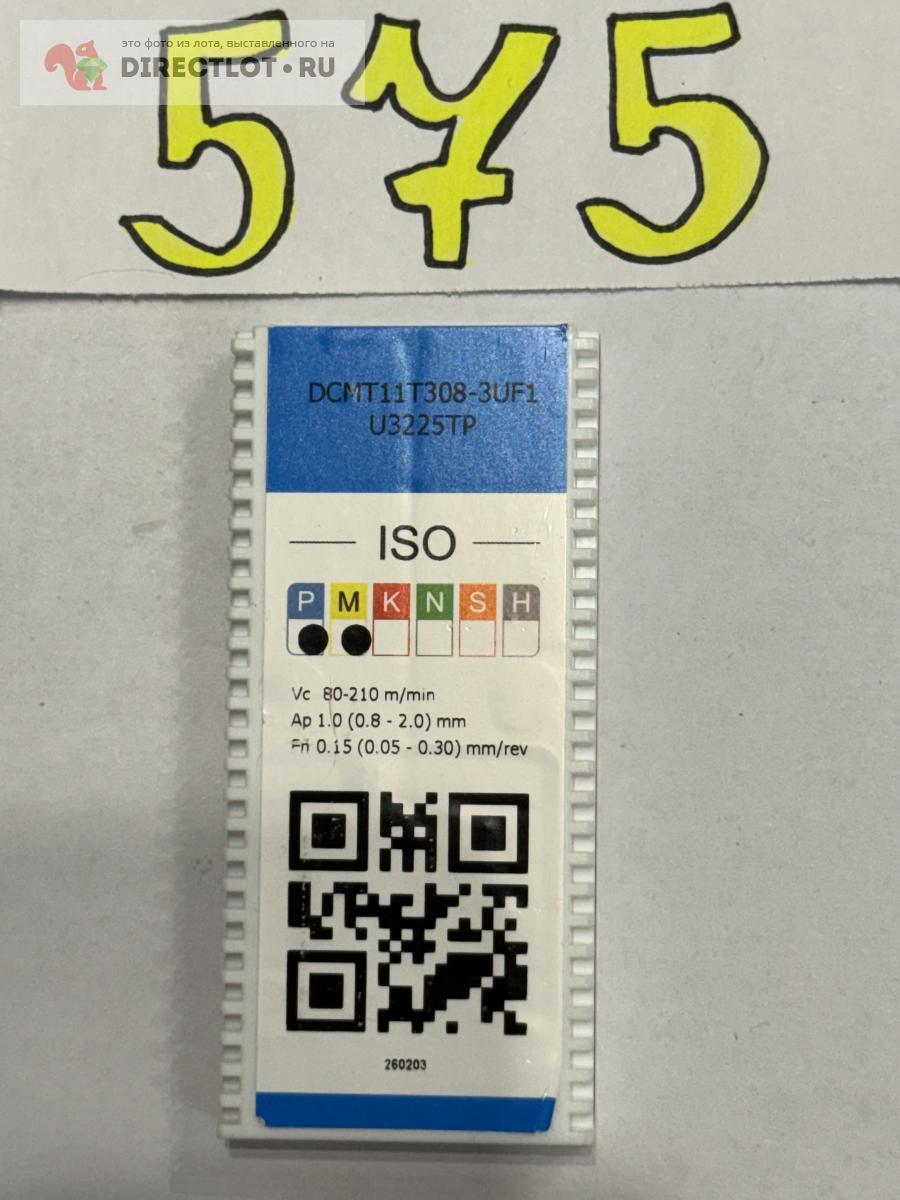 это фото из лота, выставленного на
DIRECTLOT.RU
575
DCMT11T308-3UF1
U3225TP
ISO
P M K N S H
Vc 80-210 m/min
Ap 1.0 (0.8 - 2.0) mm
Fn 0.15 (0.05 - 0.30) mm/rev
260203